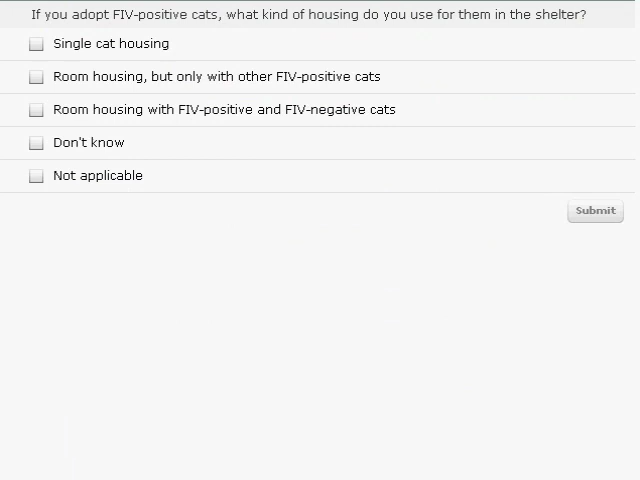 If you adopt FIV-positive cats, what kind of housing do you use for them in the shelter?
Single cat housing
Room housing, but only with other FIV-positive cats
Room housing with FIV-positive and FIV-negative cats
Don't know
Not applicable
Submit